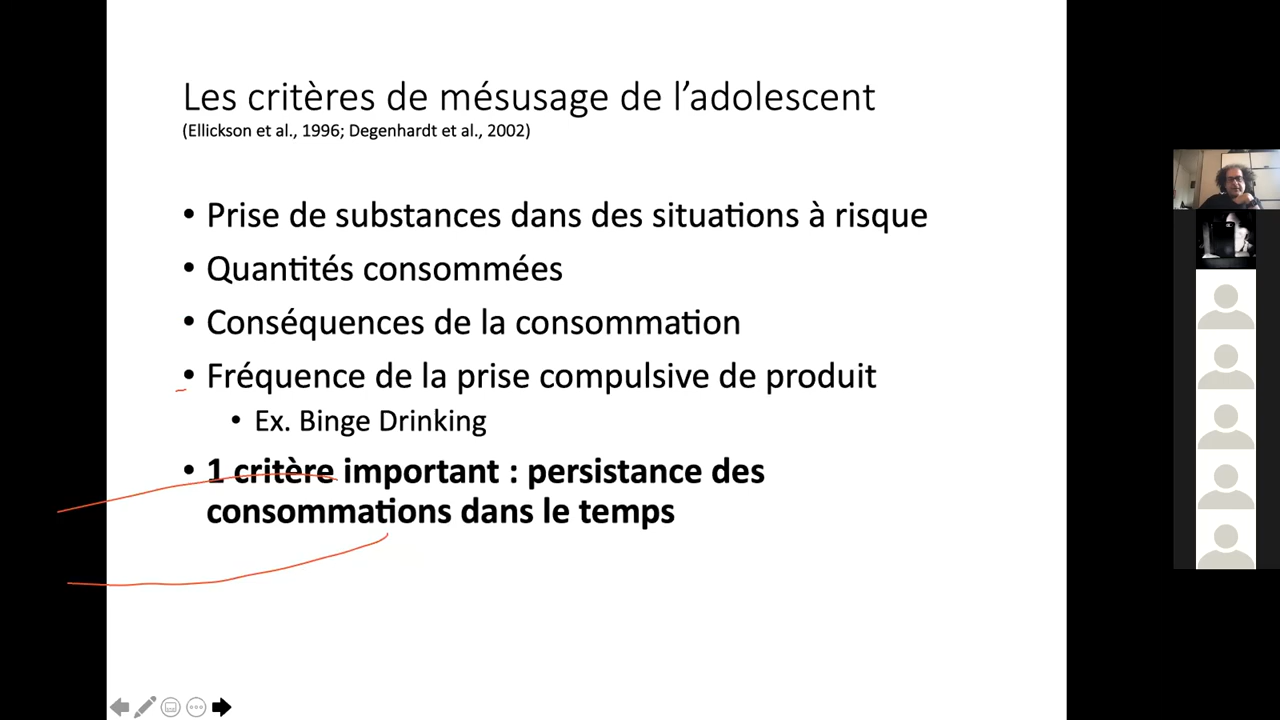 Les critères de mésusage de l’adolescent
(Ellickson et al., 1996; Degenhardt et al., 2002)
• Prise de substances dans des situations à risque
• Quantités consommées
• Conséquences de la consommation
• Fréquence de la prise compulsive de produit
• Ex. Binge Drinking
• 1 critère important : persistance des
consommations dans le temps